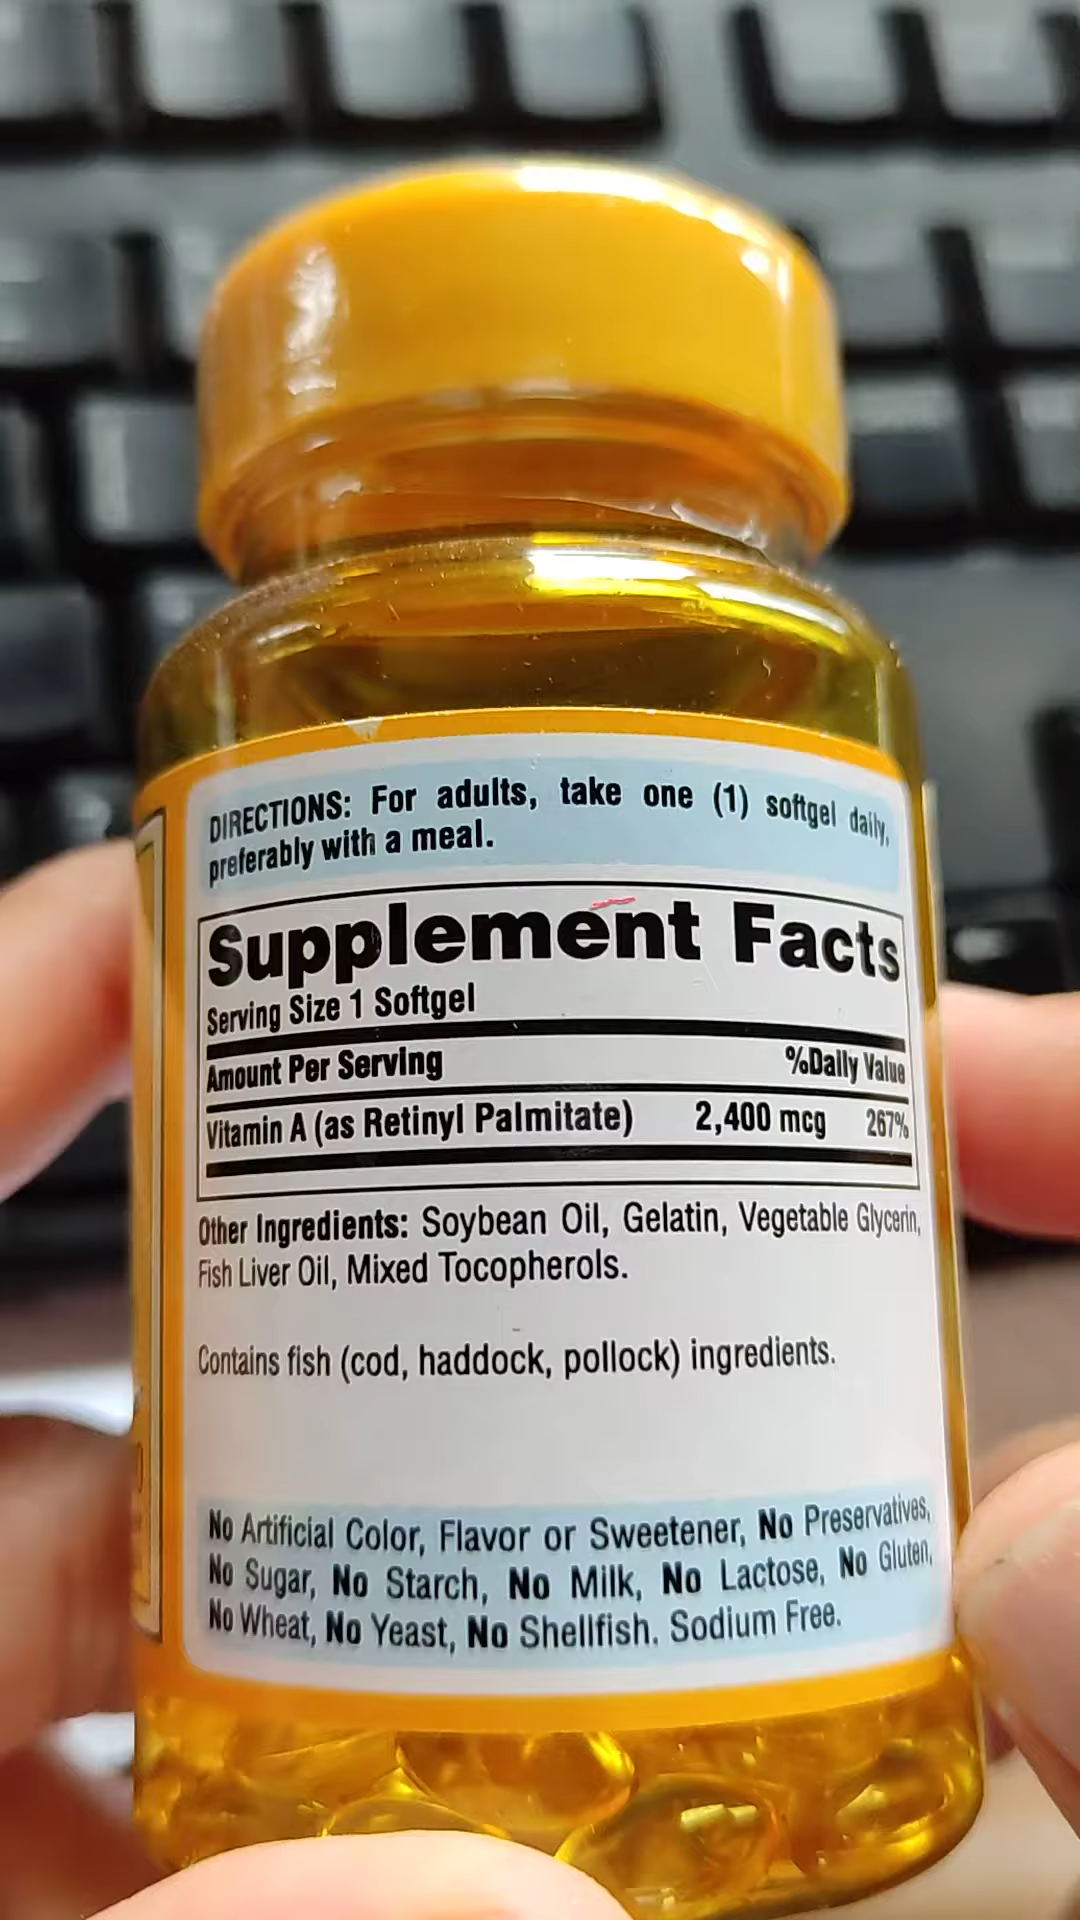 DIRECTIONS: For adults, take one (1) softgel daily,
preferably with a meal.
Supplement Facts
Serving Size 1 Softgel
Amount Per Serving %Daily Value
Vitamin A (as Retinyl Palmitate) 2,400 mcg 267%
Other Ingredients: Soybean Oil, Gelatin, Vegetable Glycerin,
Fish Liver Oil, Mixed Tocopherols.
Contains fish (cod, haddock, pollock) ingredients.
No Artificial Color, Flavor or Sweetener, No Preservatives,
No Sugar, No Starch, No Milk, No Lactose, No Gluten,
No Wheat, No Yeast, No Shellfish. Sodium Free.